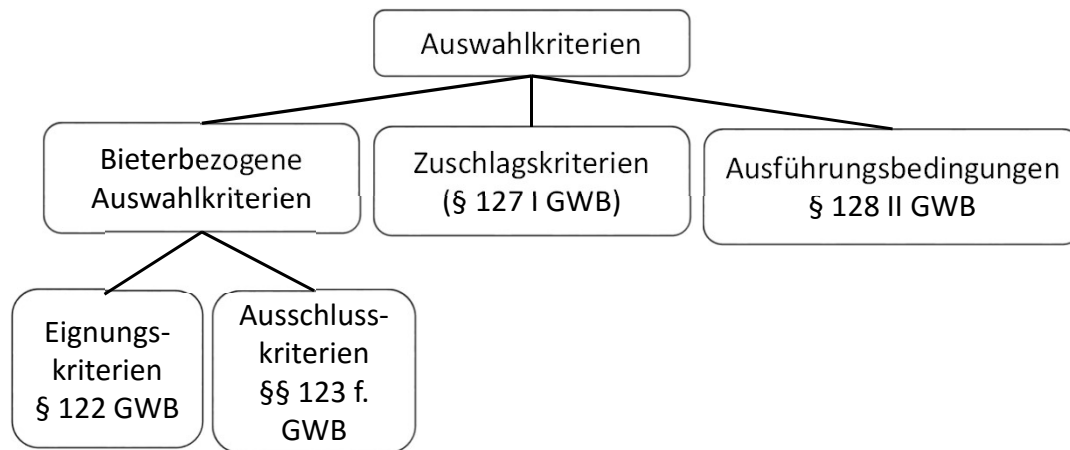 Auswahlkriterien
Bieterbezogene
Auswahlkriterien
Zuschlagskriterien
(§ 127 I GWB)
Ausführungsbedingungen
§ 128 II GWB
Eignungs-
kriterien
§ 122 GWB
Ausschluss-
kriterien
§§ 123 f.
GWB